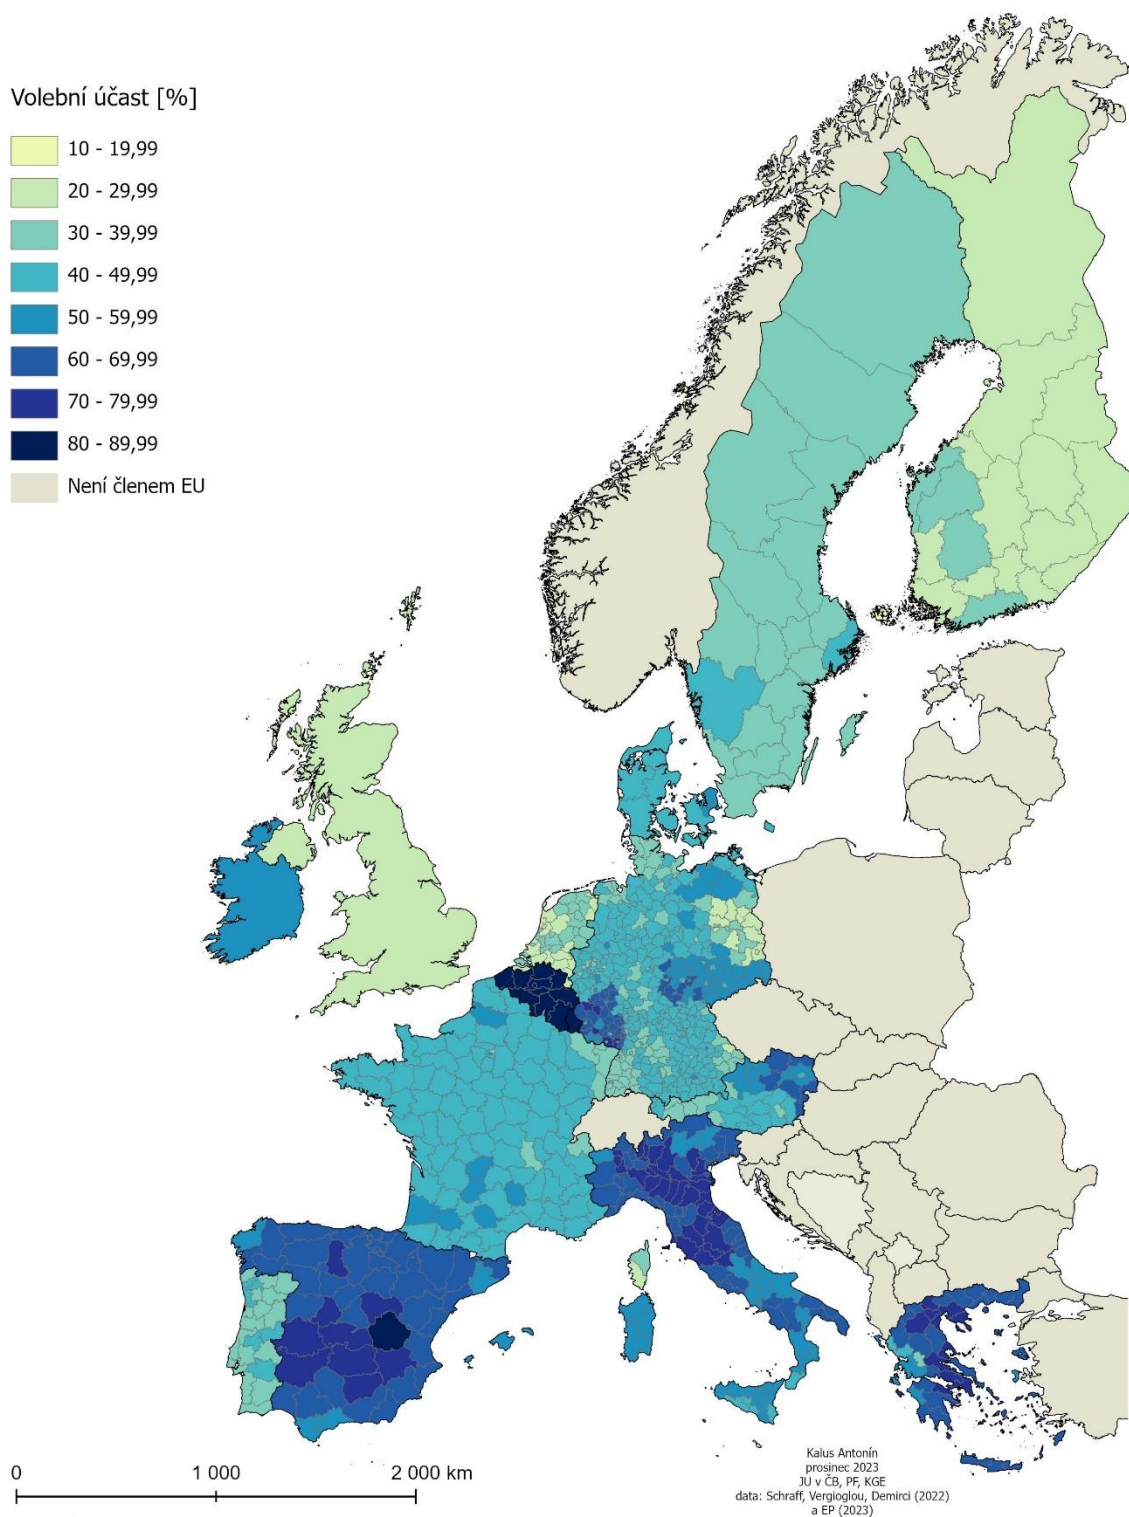 Volební účast [%]
10 - 19,99
20 - 29,99
30 - 39,99
40 - 49,99
50 - 59,99
60 - 69,99
70 - 79,99
80 - 89,99
Není členem EU
0 1 000 2 000 km
Kalus Antonín
prosinec 2023
JU v ČB, PF, KGE
data: Schraff, Vergioglou, Demirci (2022)
a EP (2023)